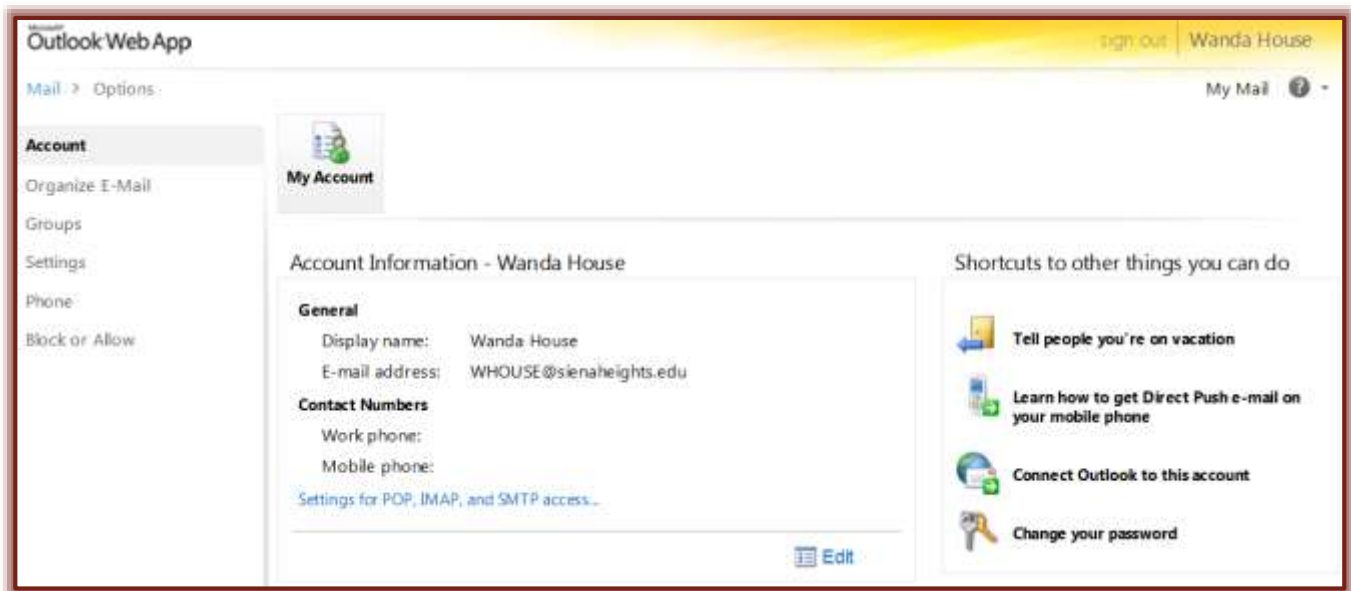 Microsoft
Outlook Web App
sign out Wanda House
Mail > Options
My Mail
Account
Organize E-Mail
Groups
Settings
Phone
Block or Allow
My Account
Account Information - Wanda House
General
Display name: Wanda House
E-mail address: WHOUSE@sienaheights.edu
Contact Numbers
Work phone:
Mobile phone:
Settings for POP, IMAP, and SMTP access...
Edit
Shortcuts to other things you can do
Tell people you're on vacation
Learn how to get Direct Push e-mail on
your mobile phone
Connect Outlook to this account
Change your password